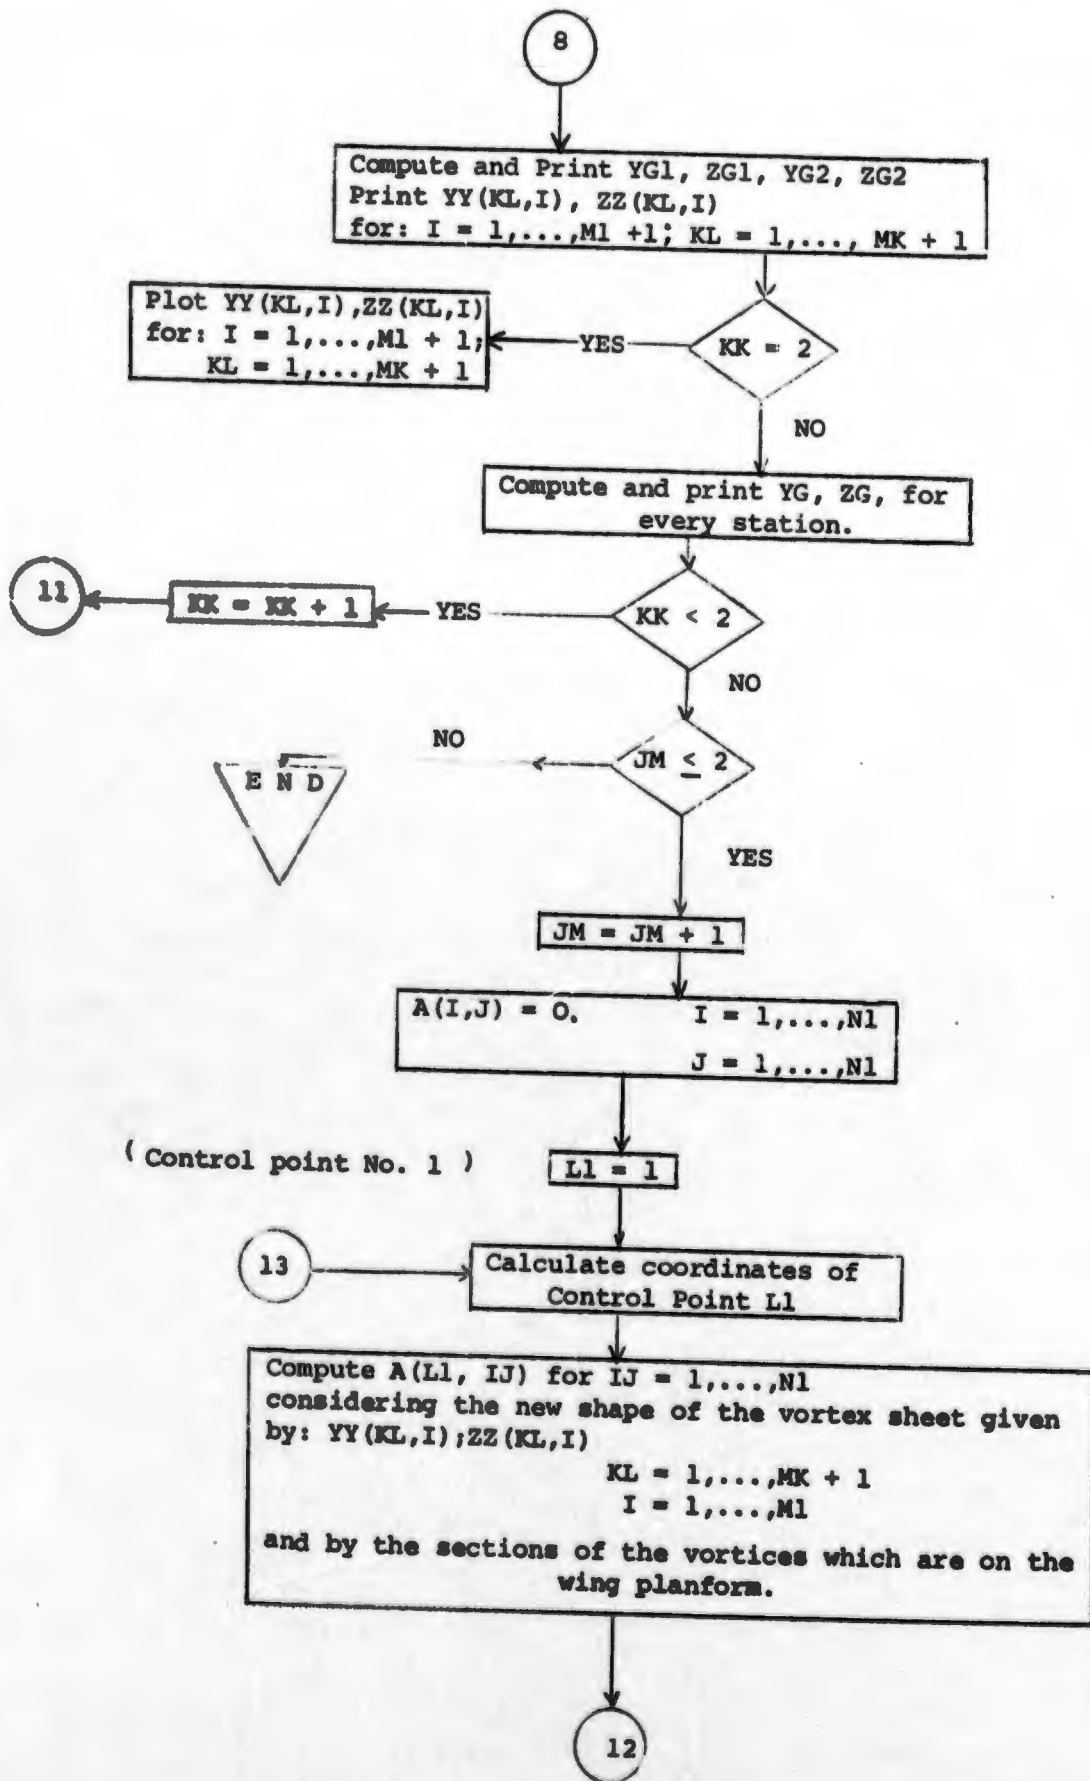 8
Compute and Print YG1, ZG1, YG2, ZG2
Print YY(KL,I), ZZ(KL,I)
for: I = 1,...,M1 +1; KL = 1,..., MK + 1
Plot YY(KL,I),ZZ(KL,I)
for: I = 1,...,M1 + 1;
KL = 1,...,MK + 1
YES
KK = 2
NO
Compute and print YG, ZG, for
every station.
11
KK = KK + 1
YES
KK < 2
NO
END
NO
JM ≤ 2
YES
JM = JM + 1
A(I,J) = 0. I = 1,...,N1
J = 1,...,N1
( Control point No. 1 )
L1 = 1
13
Calculate coordinates of
Control Point L1
Compute A(L1, IJ) for IJ = 1,...,N1
considering the new shape of the vortex sheet given
by: YY(KL,I);ZZ(KL,I)
KL = 1,...,MK + 1
I = 1,...,M1
and by the sections of the vortices which are on the
wing planform.
12